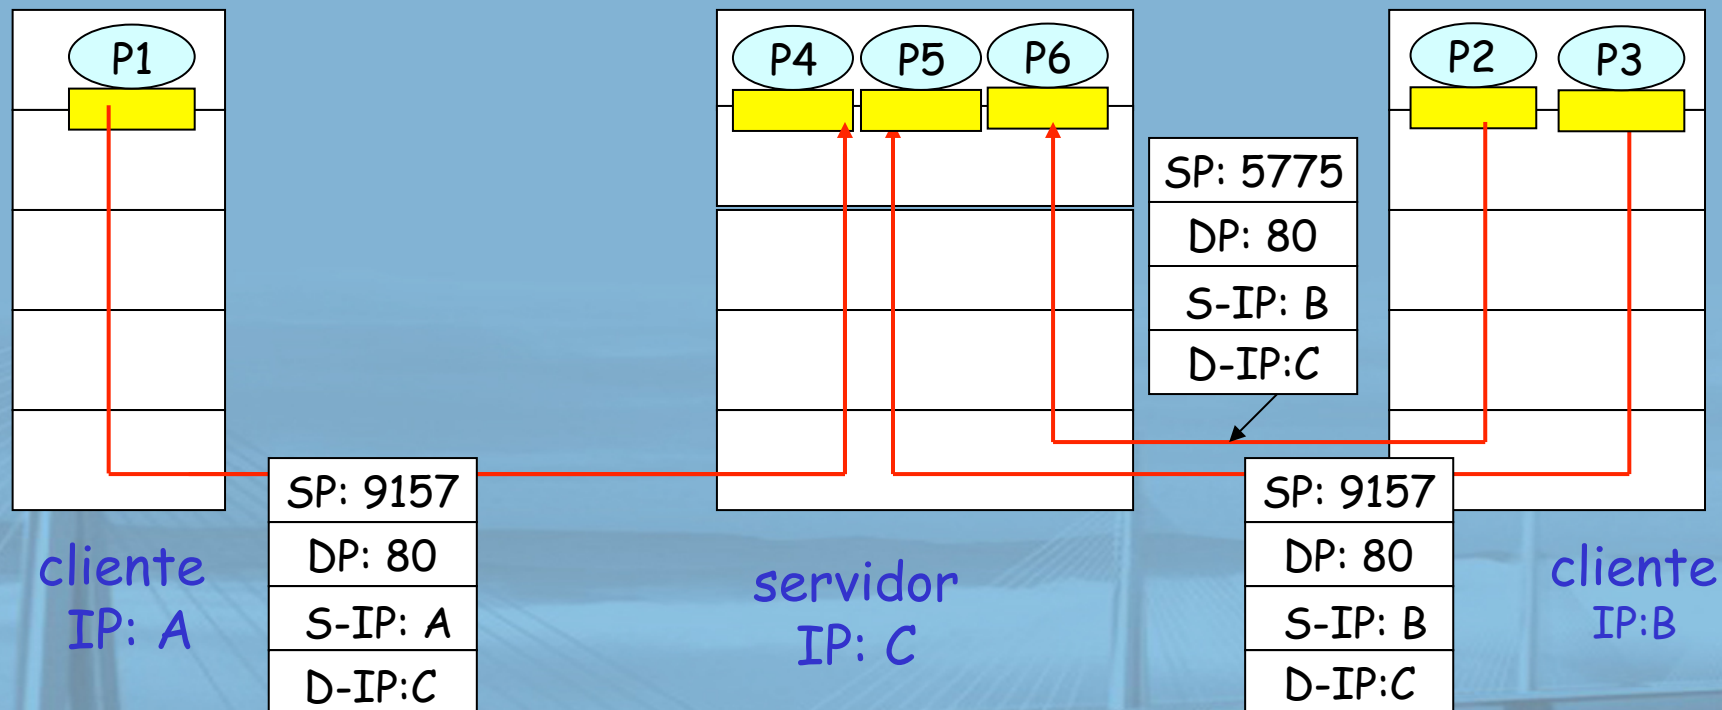 P1
P4
P5
P6
P2
P3
SP: 5775
DP: 80
S-IP: B
D-IP:C
SP: 9157
DP: 80
S-IP: A
D-IP:C
SP: 9157
DP: 80
S-IP: B
D-IP:C
cliente
IP: A
servidor
IP: C
cliente
IP:B